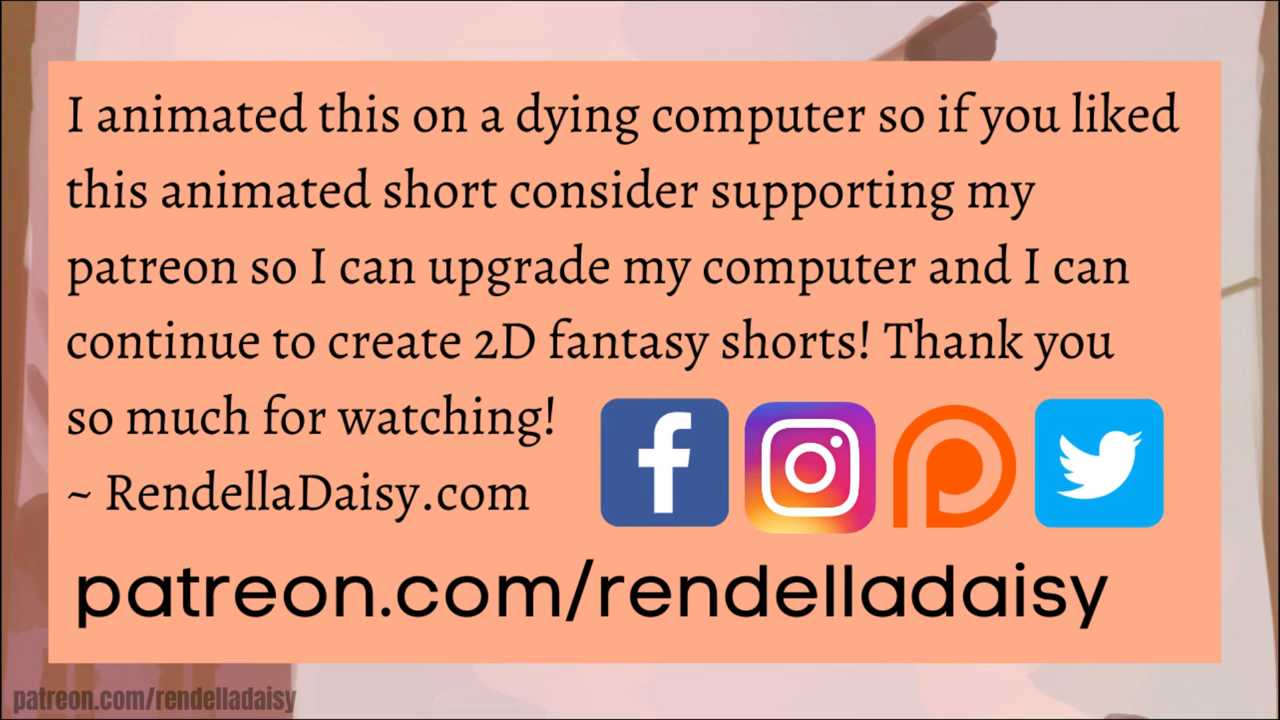 I animated this on a dying computer so if you liked
this animated short consider supporting my
patreon so I can upgrade my computer and I can
continue to create 2D fantasy shorts! Thank you
so much for watching!
~ RendellaDaisy.com
patreon.com/rendelladaisy
patreon.com/rendelladaisy